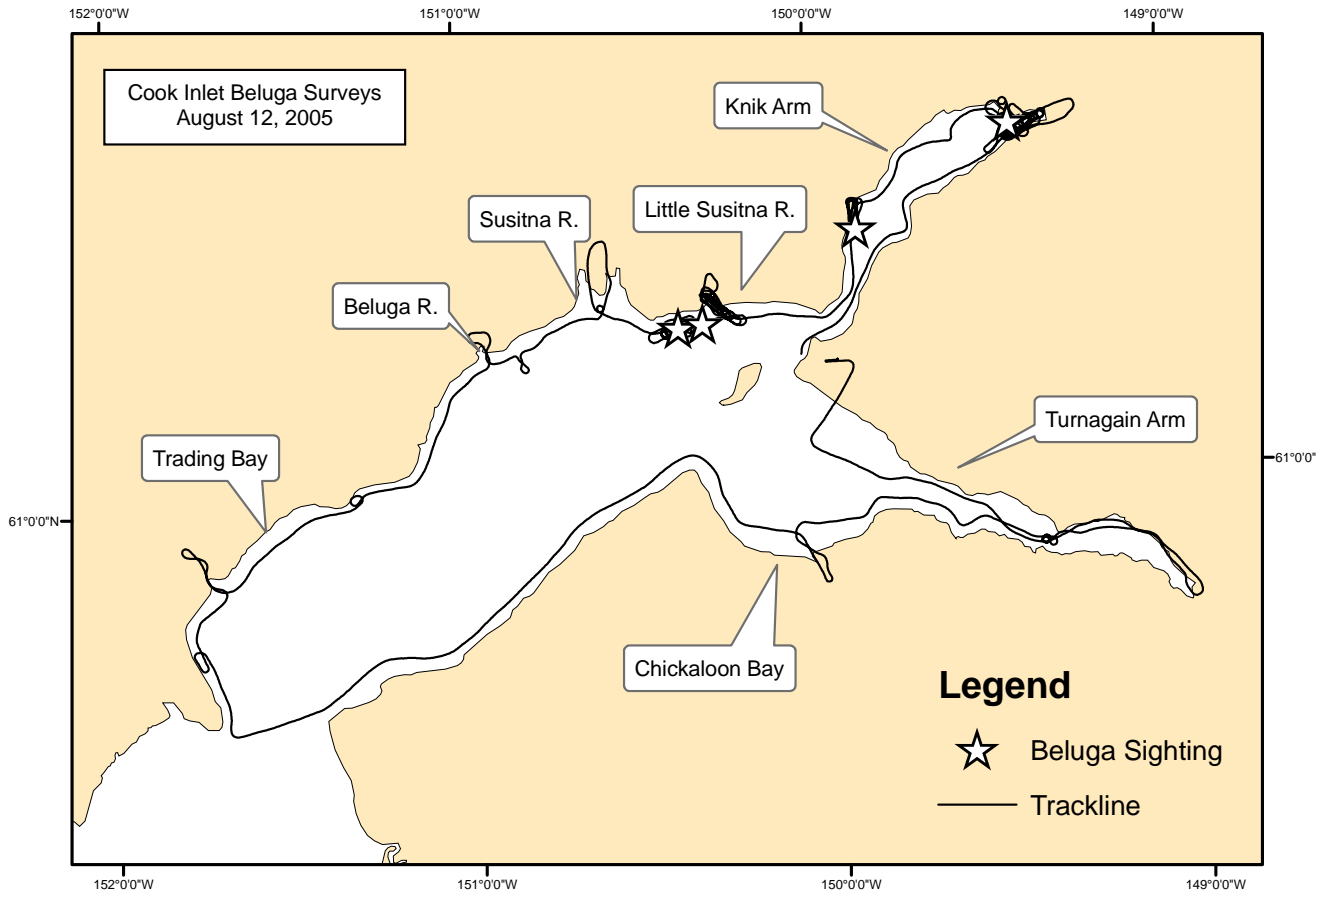 152°0'0"W
151°0'0"W
150°0'0"W
149°0'0"W
Cook Inlet Beluga Surveys
August 12, 2005
Knik Arm
Little Susitna R.
Susitna R.
Beluga R.
Turnagain Arm
Trading Bay
61°0'0"
61°0'0"N
Chickaloon Bay
Legend
Beluga Sighting
Trackline
152°0'0"W
151°0'0"W
150°0'0"W
149°0'0"W